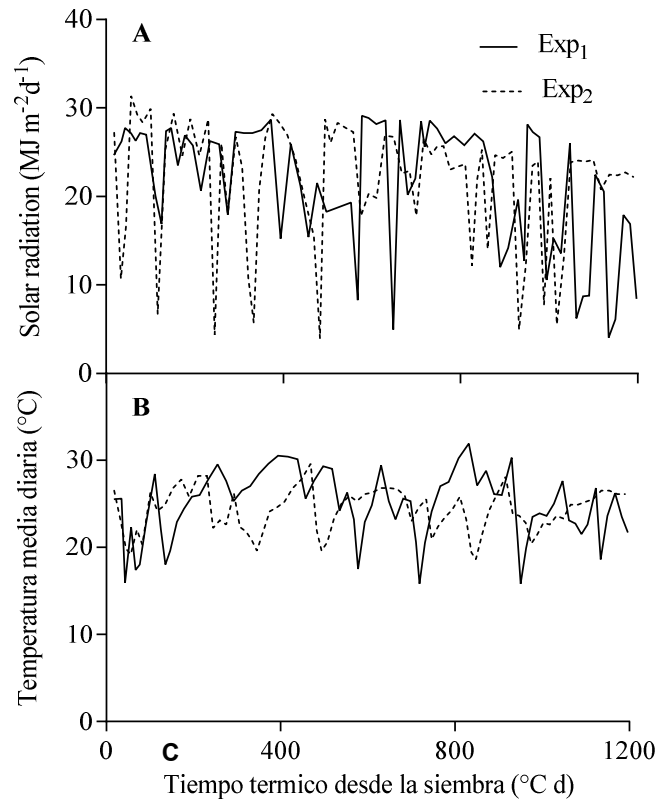 40
A
Exp1
Exp2
30
20
10
0
Solar radiation (MJ m-2d-1)
B
30
20
10
0
Temperatura media diaria (°C)
0
C
400
800
1200
Tiempo termico desde la siembra (°C d)